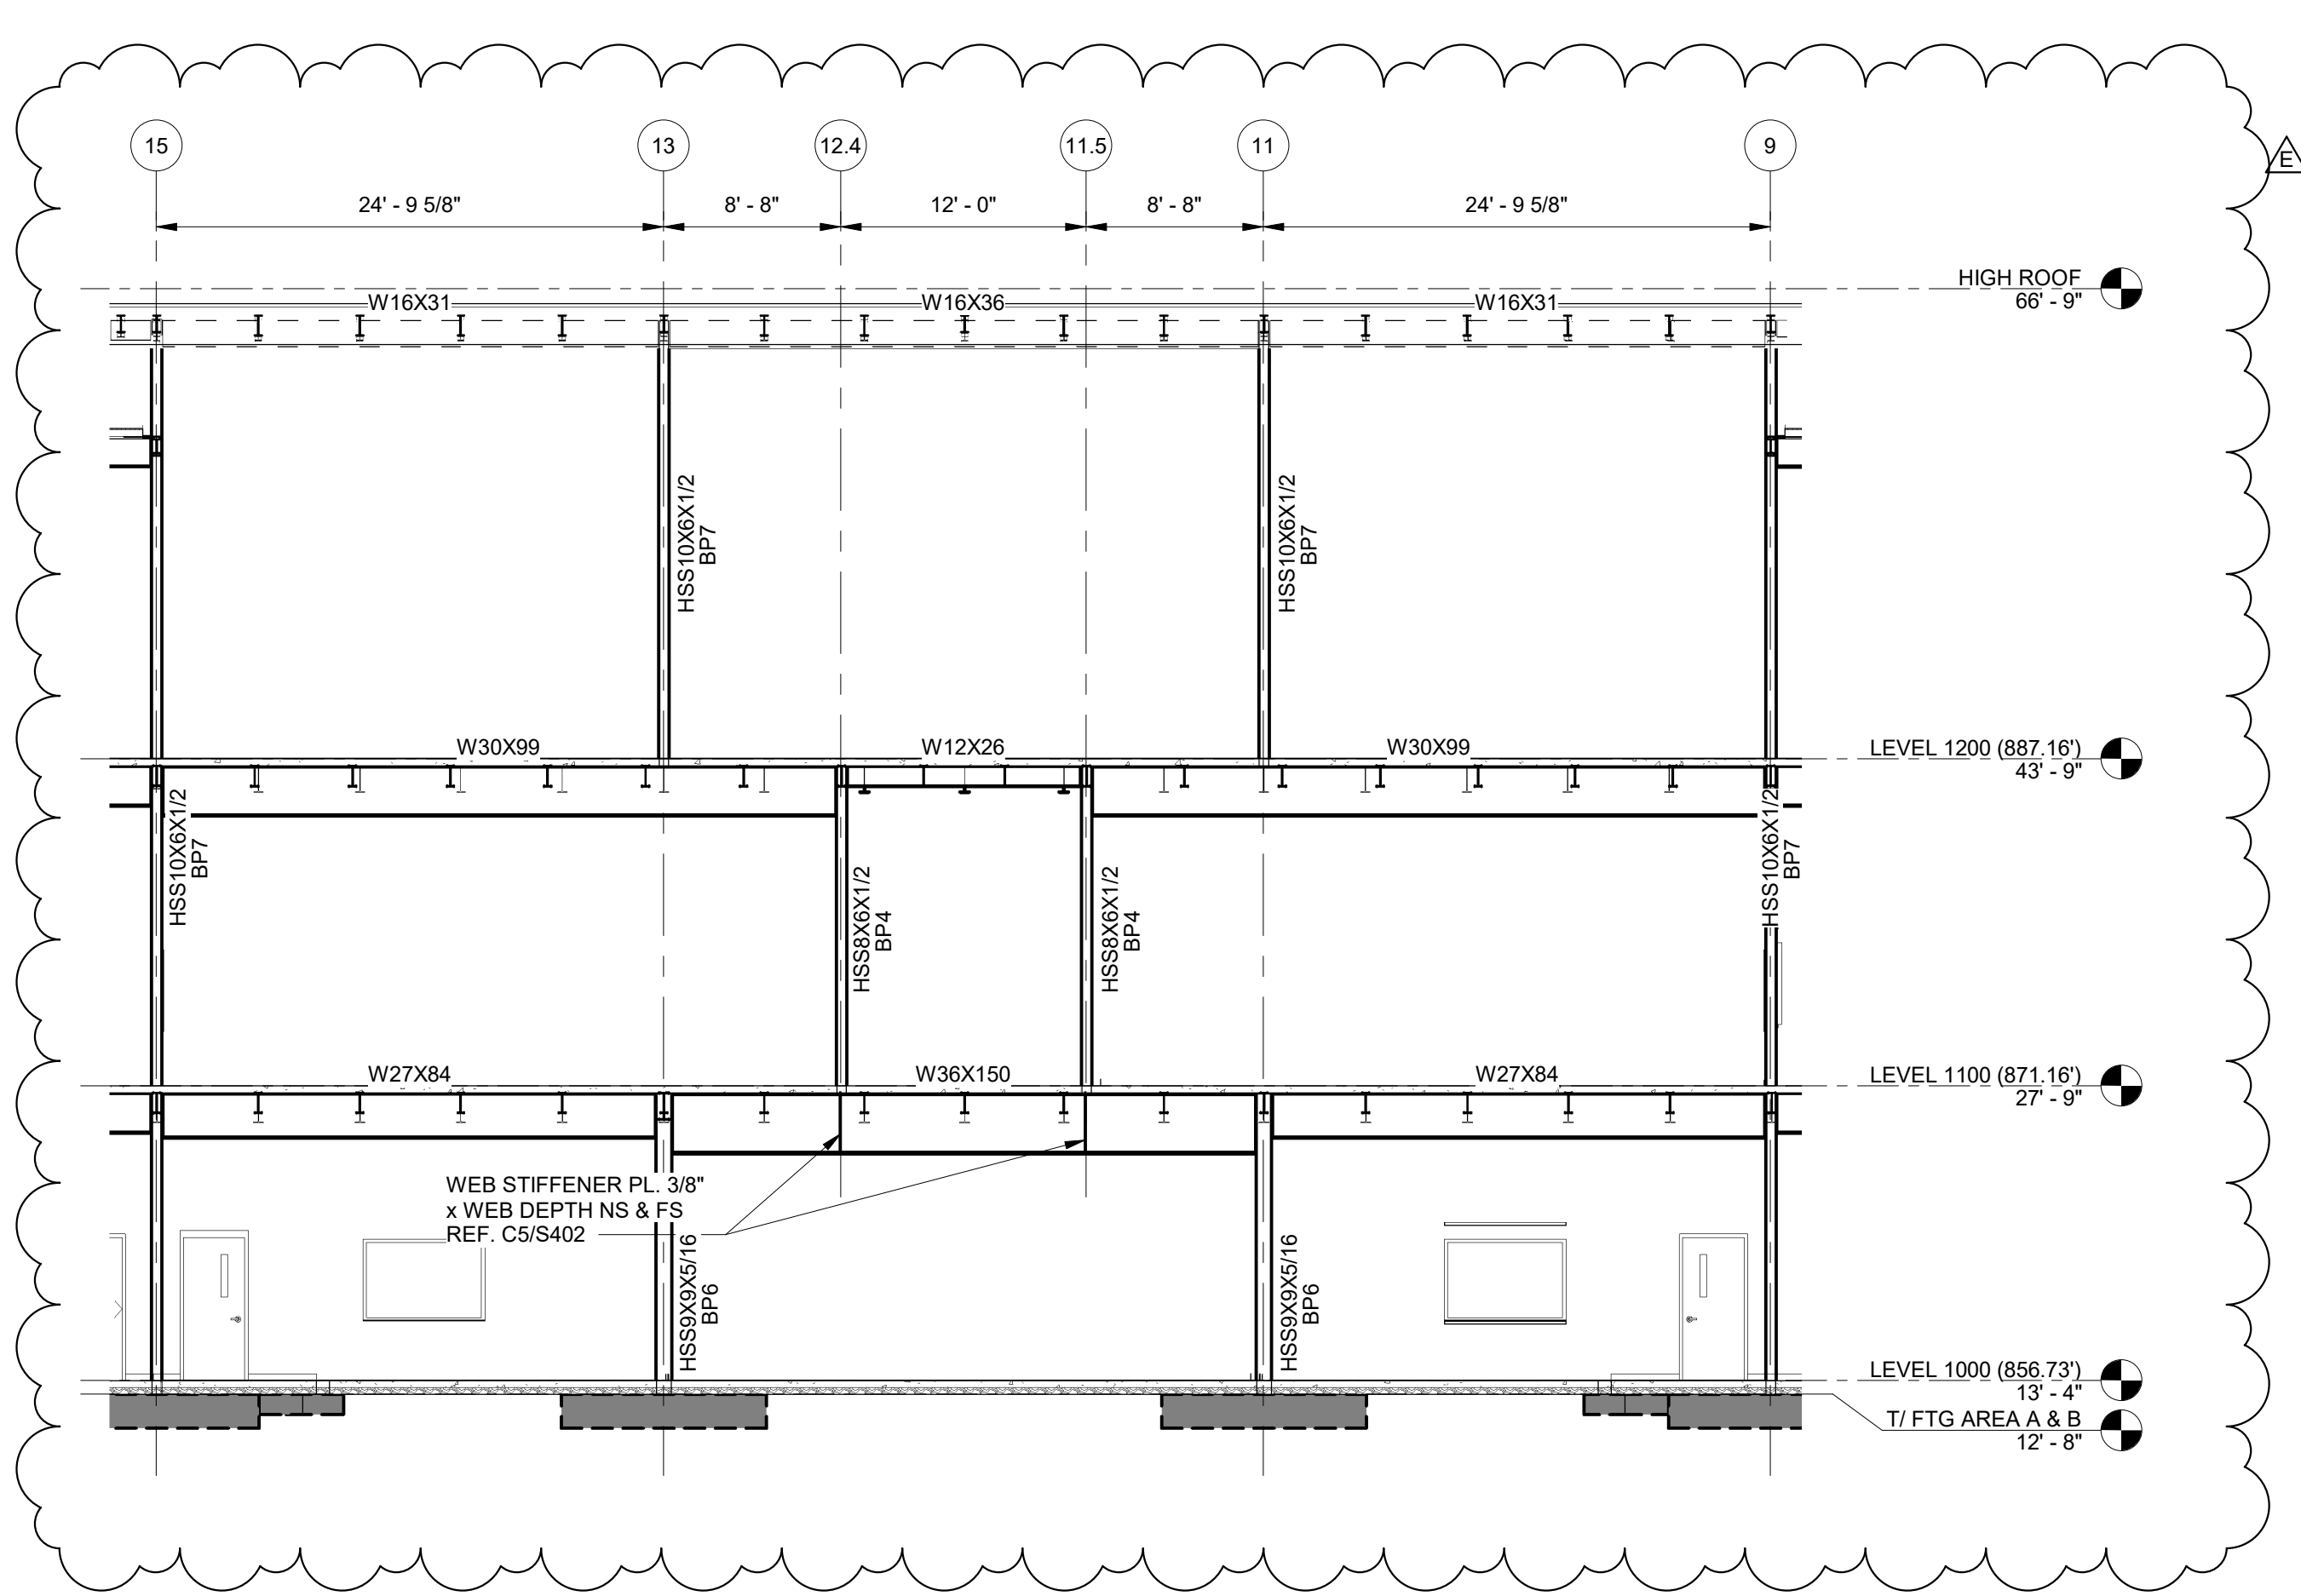 15
13
12.4
11.5
11
9
E
24' - 9 5/8"
8' - 8"
12' - 0"
8' - 8"
24' - 9 5/8"
HIGH ROOF
66' - 9"
W16X31
W16X36
W16X31
HSS10X6X1/2
BP7
HSS10X6X1/2
BP7
W30X99
W12X26
W30X99
LEVEL 1200 (887.16')
43' - 9"
HSS10X6X1/2
BP7
HSS8X6X1/2
BP4
HSS8X6X1/2
BP4
HSS10X6X1/2
BP7
W27X84
W36X150
W27X84
LEVEL 1100 (871.16')
27' - 9"
WEB STIFFENER PL. 3/8"
x WEB DEPTH NS & FS
REF. C5/S402
HSS9X9X5/16
BP6
HSS9X9X5/16
BP6
LEVEL 1000 (856.73')
13' - 4"
T/ FTG AREA A & B
12' - 8"